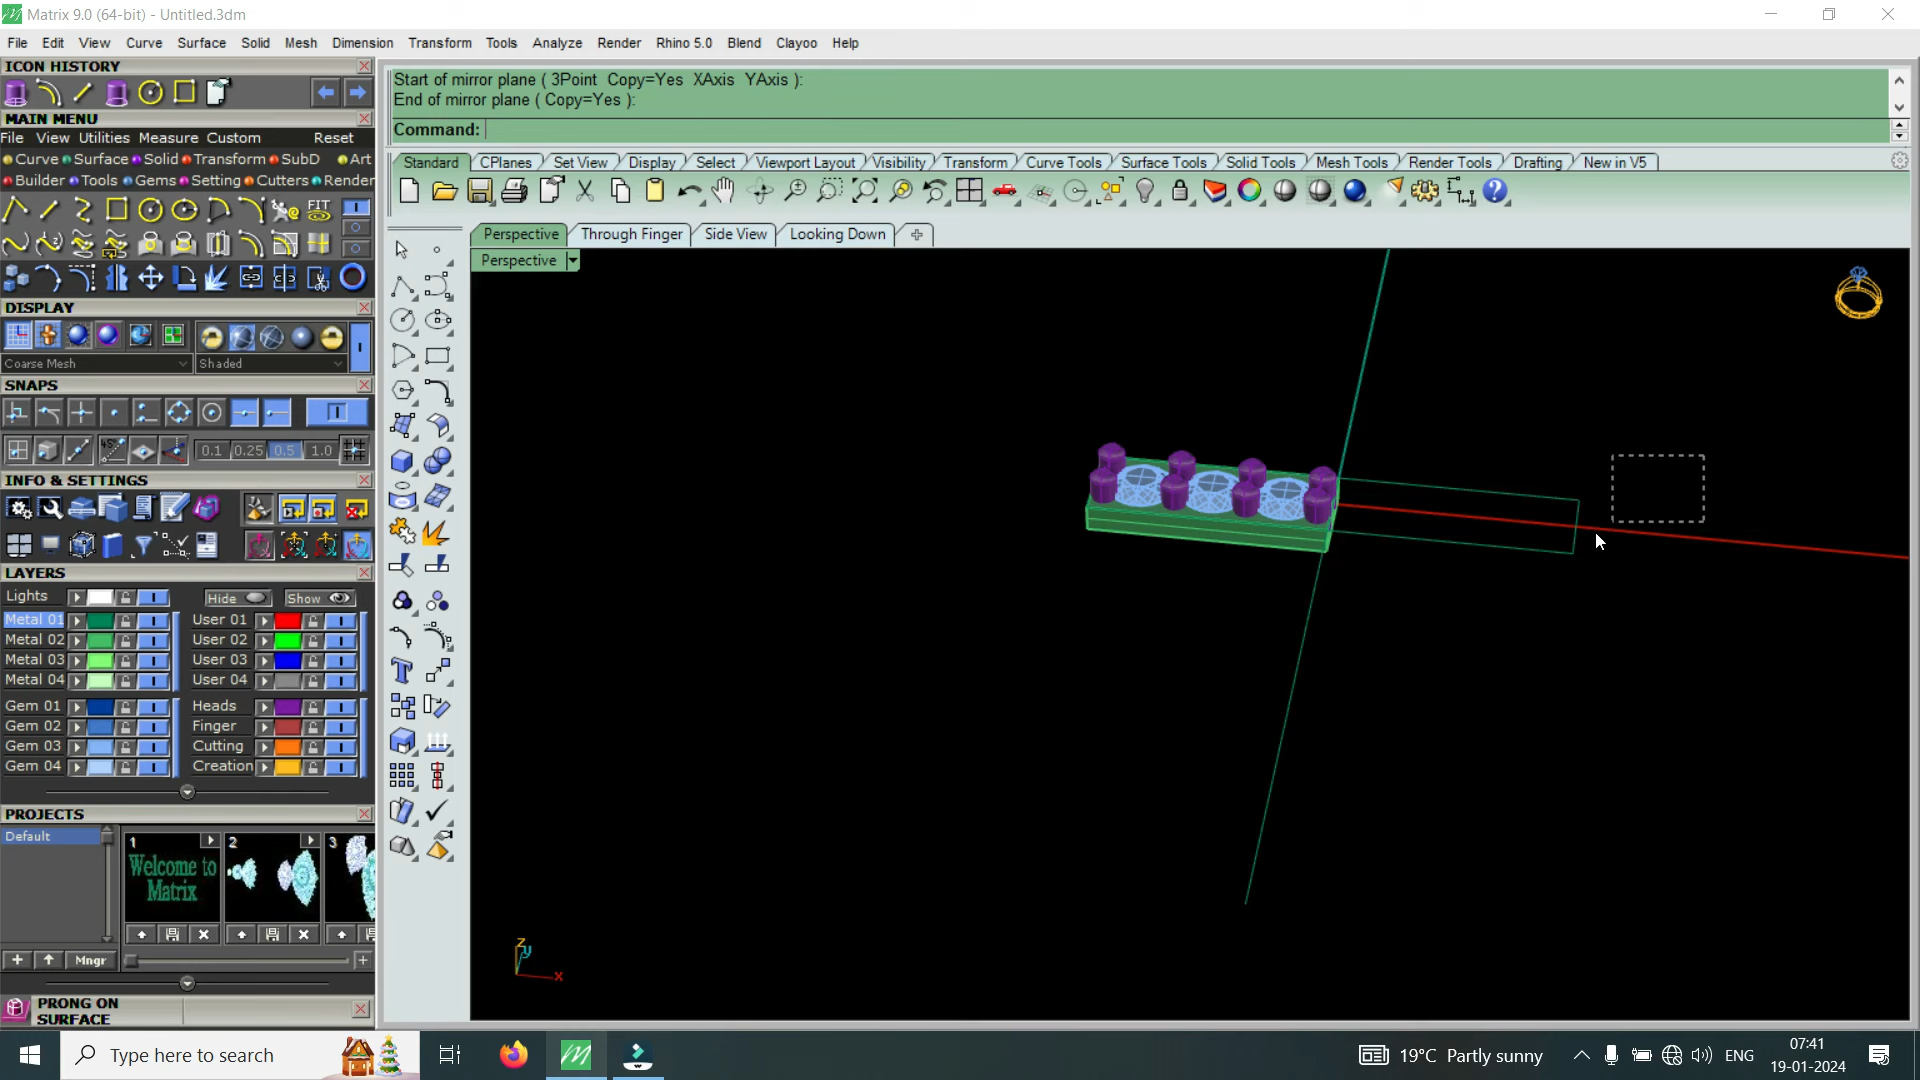 Matrix 9.0 (64-bit) - Untitled.3dm
File Edit View Curve Surface Solid Mesh Dimension Transform Tools Analyze Render Rhino 5.0 Blend Clayoo Help
ICON HISTORY
MAIN MENU
File View Utilities Measure Custom Reset
Curve Surface Solid Transform SubD Art
Builder Tools Gems Setting Cutters Render
FIT
DISPLAY
Coarse Mesh Shaded
SNAPS
0.1 0.25 0.5 1.0
INFO & SETTINGS
LAYERS
Lights Hide Show
Metal 01 User 01
Metal 02 User 02
Metal 03 User 03
Metal 04 User 04
Gem 01 Heads
Gem 02 Finger
Gem 03 Cutting
Gem 04 Creation
PROJECTS
Default
1 2 3
Welcome to
Matrix
Mngr
PRONG ON
SURFACE
Start of mirror plane ( 3Point Copy=Yes XAxis YAxis ):
End of mirror plane ( Copy=Yes ):
Command:
Standard CPlanes Set View Display Select Viewport Layout Visibility Transform Curve Tools Surface Tools Solid Tools Mesh Tools Render Tools Drafting New in V5
Perspective Through Finger Side View Looking Down
Perspective
z
y
x
Type here to search
19°C Partly sunny
ENG
07:41
19-01-2024